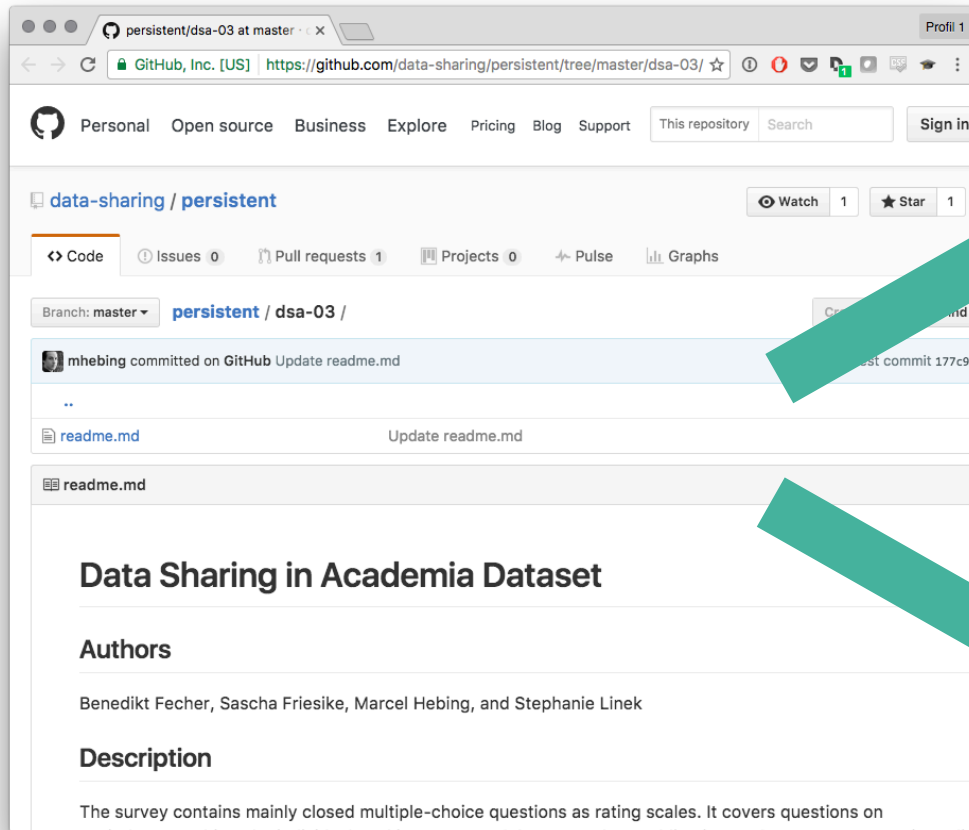 persistent/dsa-03 at master ·
Profil 1
GitHub, Inc. [US] https://github.com/data-sharing/persistent/tree/master/dsa-03/
1
Personal Open source Business Explore Pricing Blog Support This repository Search Sign in
data-sharing / persistent
Watch 1 Star 1
Code Issues 0 Pull requests 1 Projects 0 Pulse Graphs
Branch: master persistent / dsa-03 /
mhebing committed on GitHub Update readme.md commit 177c9
..
readme.md Update readme.md
readme.md
Data Sharing in Academia Dataset
Authors
Benedikt Fecher, Sascha Friesike, Marcel Hebing, and Stephanie Linek
Description
The survey contains mainly closed multiple-choice questions as rating scales. It covers questions on